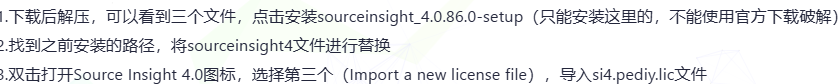 1.下载后解压，可以看到三个文件，点击安装sourceinsight_4.0.86.0-setup（只能安装这里的，不能使用官方下载破解）
2.找到之前安装的路径，将sourceinsight4文件进行替换
3.双击打开Source Insight 4.0图标，选择第三个（Import a new license file），导入si4.pediy.lic文件